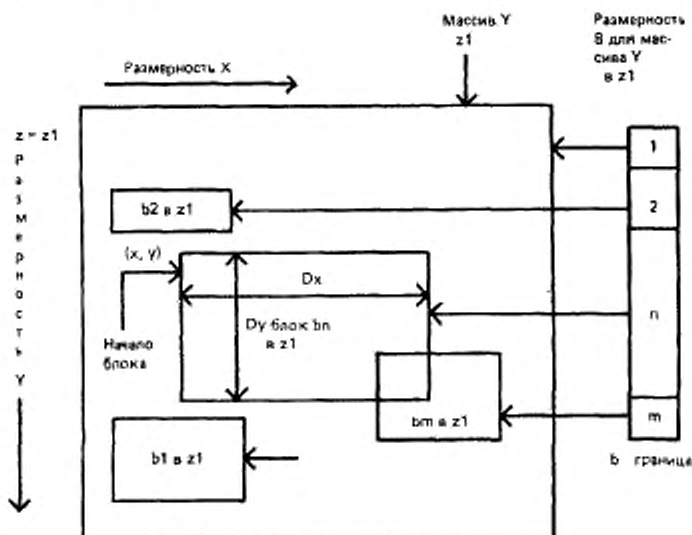 Массив Y
z1
Размерность
В для мас-
сива Y
в z1
Размерность X
z = z1
Размерность Y
1
b2 в z1
2
(x, y)
Dx
n
Dy блок bn
в z1
Начало
блока
bm в z1
m
b1 в z1
b граница